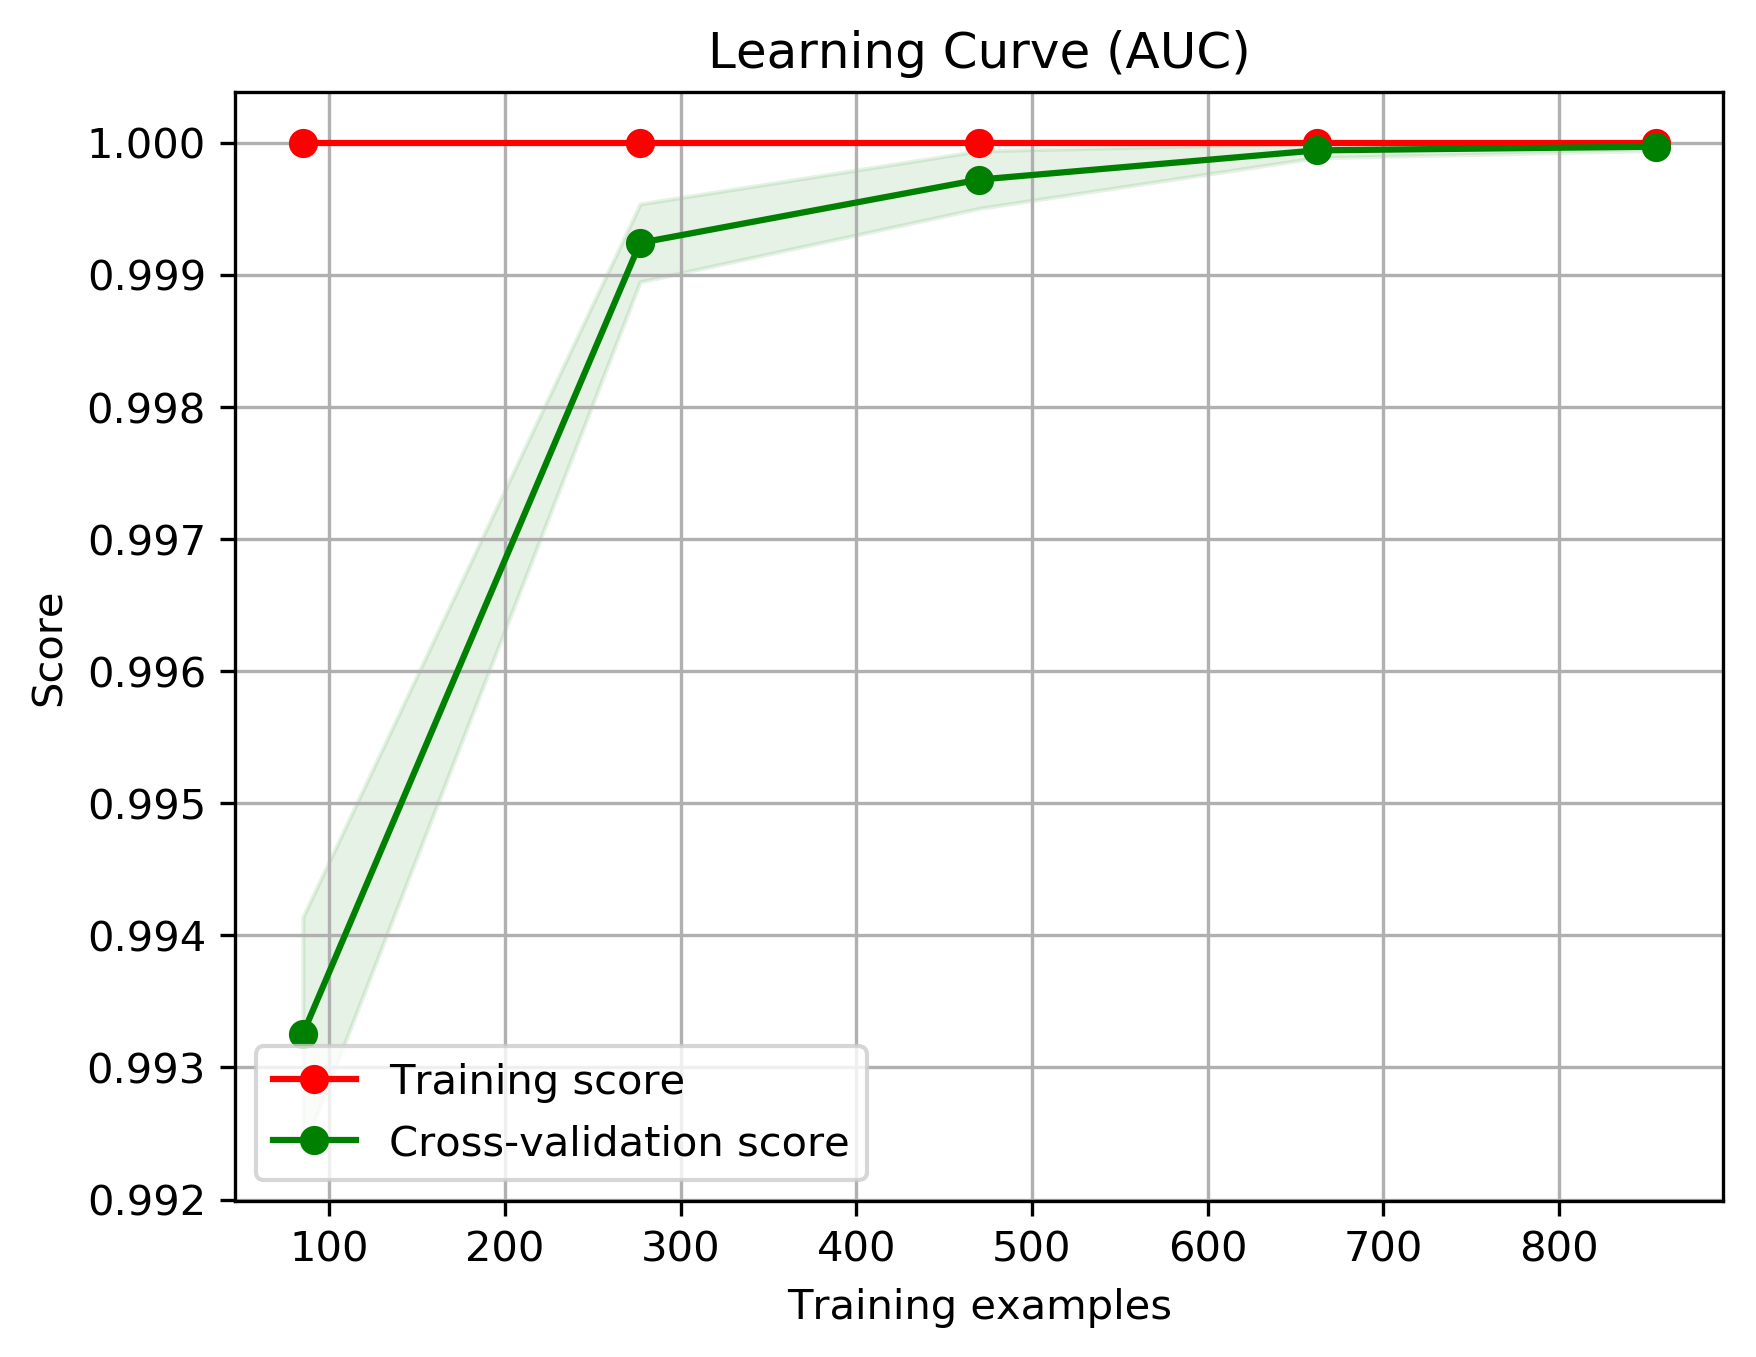 Learning Curve (AUC)
1.000
0.999
0.998
0.997
0.996
0.995
0.994
0.993
0.992
Score
Training score
Cross-validation score
100 200 300 400 500 600 700 800
Training examples